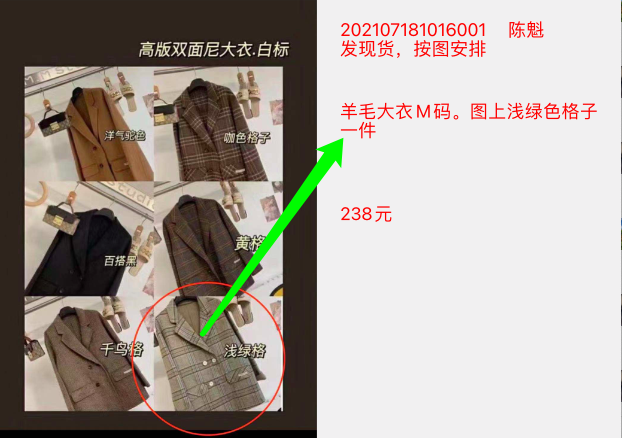 高版双面尼大衣.白标
洋气驼色
咖色格子
百搭黑
黄格
千鸟格
浅绿格
202107181016001 陈魁
发现货，按图安排
羊毛大衣M码。图上浅绿色格子
一件
238元